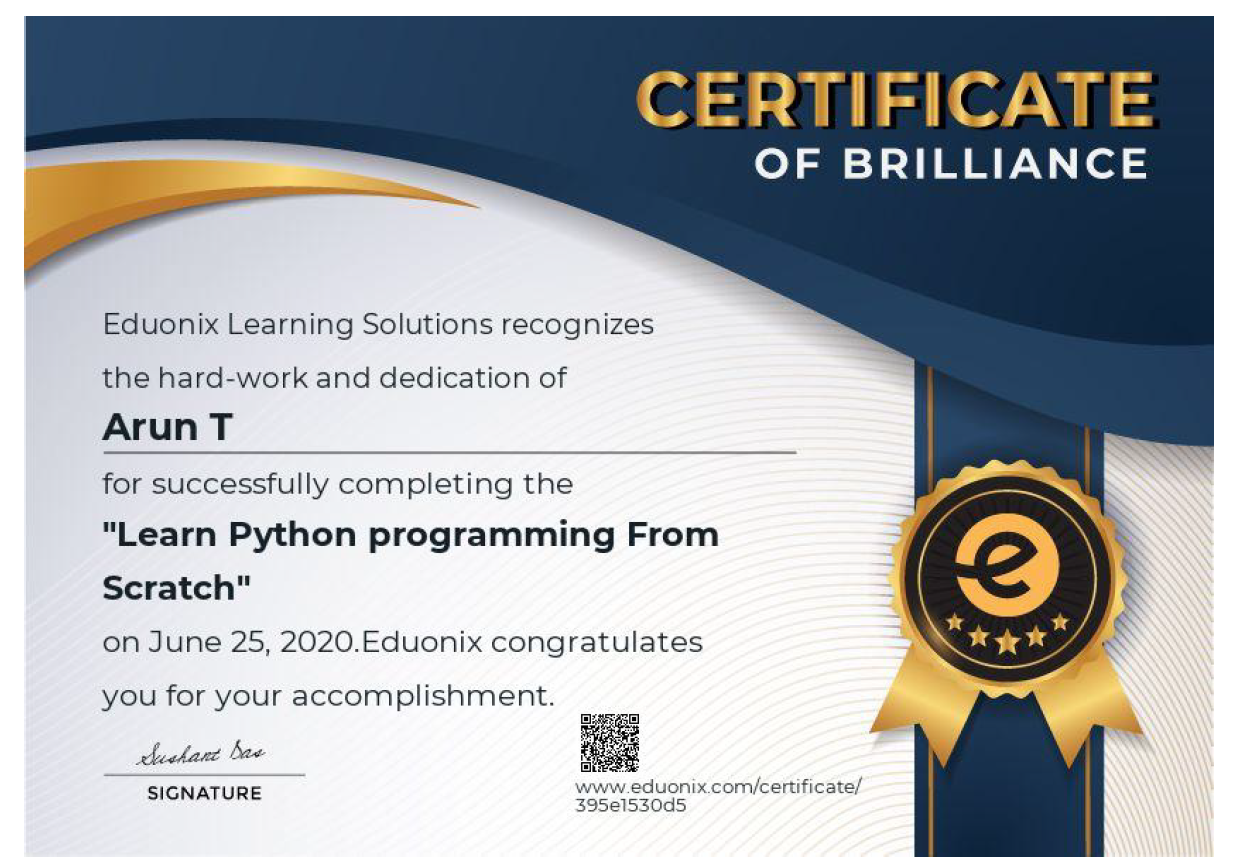 CERTIFICATE
OF BRILLIANCE
Eduonix Learning Solutions recognizes
the hard-work and dedication of
Arun T
for successfully completing the
"Learn Python programming From
Scratch"
on June 25, 2020.Eduonix congratulates
you for your accomplishment.
Sushant Das
SIGNATURE
www.eduonix.com/certificate/
395e1530d5